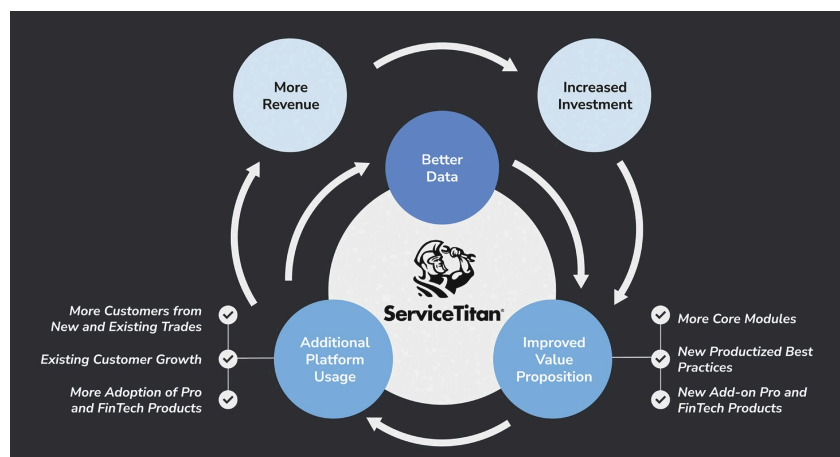 More
Revenue
Increased
Investment
Better
Data
ServiceTitan®
Additional
Platform
Usage
Improved
Value
Proposition
More Customers from
New and Existing Trades
Existing Customer Growth
More Adoption of Pro
and FinTech Products
More Core Modules
New Productized Best
Practices
New Add-on Pro and
FinTech Products